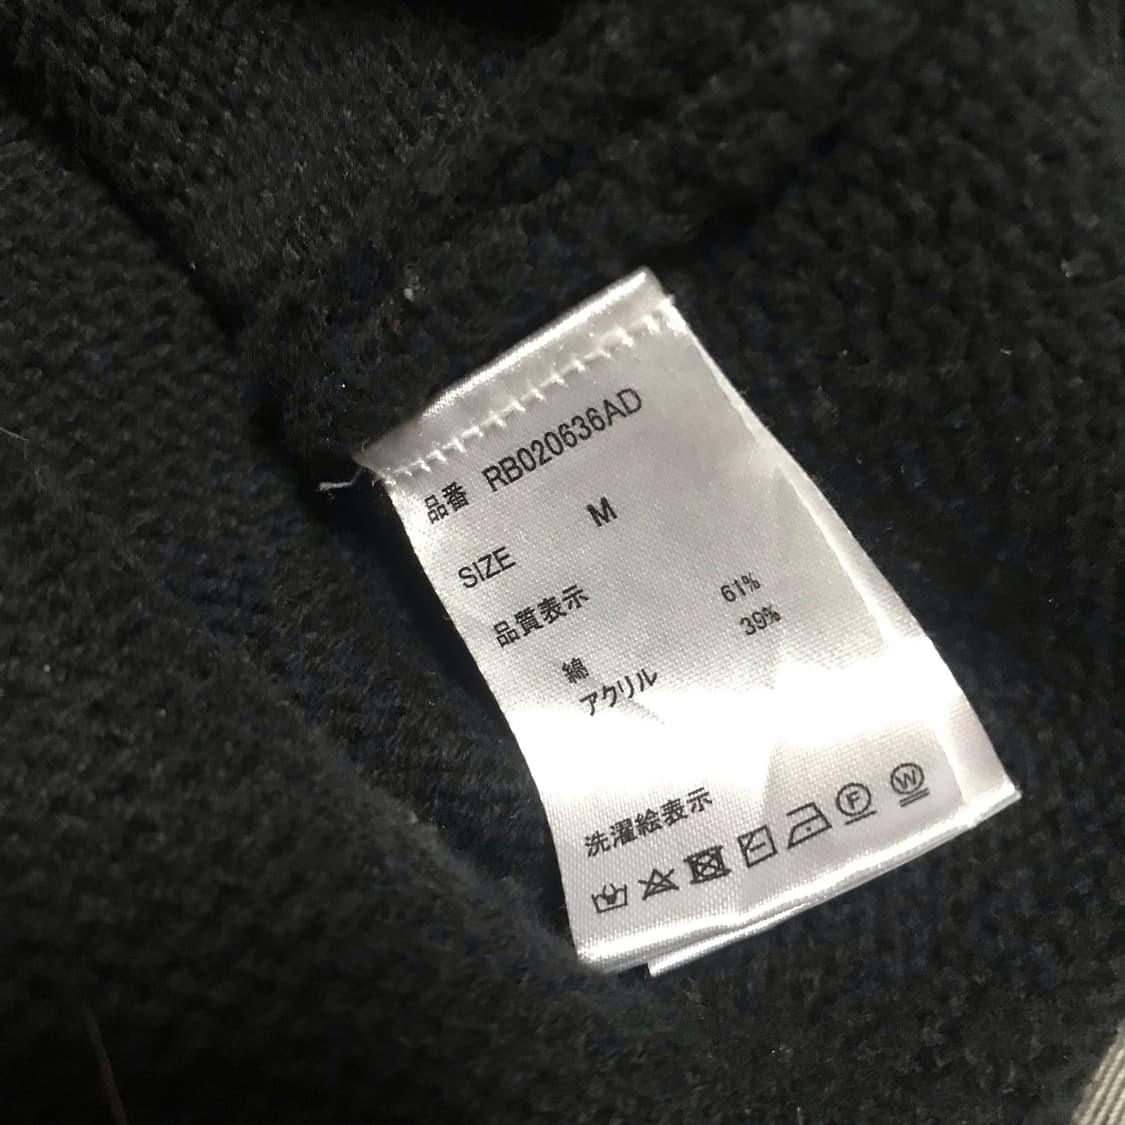 品番 RB020636AD
SIZE M
品質表示
綿 61%
アクリル 39%
洗濯絵表示
F W